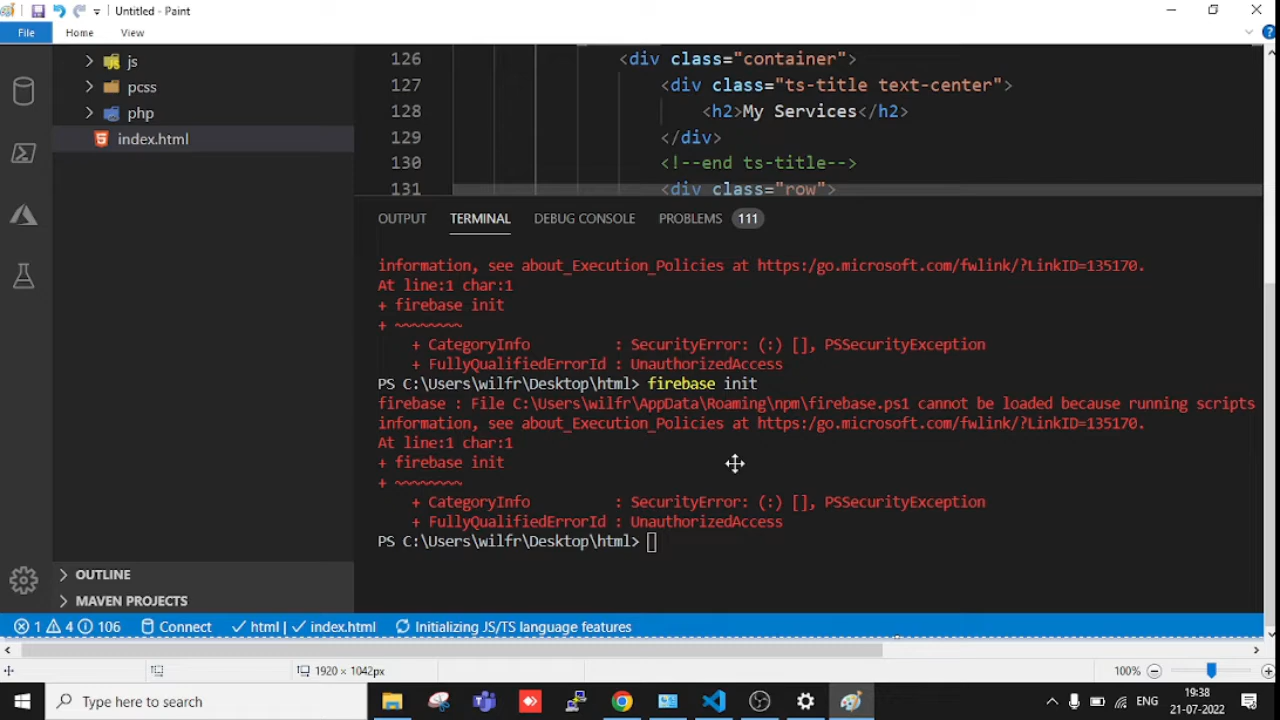 Untitled - Paint
File Home View
js
pcss
php
index.html
126 <div class="container">
127 <div class="ts-title text-center">
128 <h2>My Services</h2>
129 </div>
130 <!--end ts-title-->
131 <div class="row">
OUTPUT TERMINAL DEBUG CONSOLE PROBLEMS 111
information, see about_Execution_Policies at https:/go.microsoft.com/fwlink/?LinkID=135170.
At line:1 char:1
+ firebase init
+ ~~~~~~~~
+ CategoryInfo : SecurityError: (:) [], PSSecurityException
+ FullyQualifiedErrorId : UnauthorizedAccess
PS C:\Users\wilfr\Desktop\html> firebase init
firebase : File C:\Users\wilfr\AppData\Roaming\npm\firebase.ps1 cannot be loaded because running scripts
information, see about_Execution_Policies at https:/go.microsoft.com/fwlink/?LinkID=135170.
At line:1 char:1
+ firebase init
+ ~~~~~~~~
+ CategoryInfo : SecurityError: (:) [], PSSecurityException
+ FullyQualifiedErrorId : UnauthorizedAccess
PS C:\Users\wilfr\Desktop\html>
OUTLINE
MAVEN PROJECTS
1 4 106 Connect html | index.html Initializing JS/TS language features
1920 × 1042px 100%
Type here to search
ENG 19:38
21-07-2022